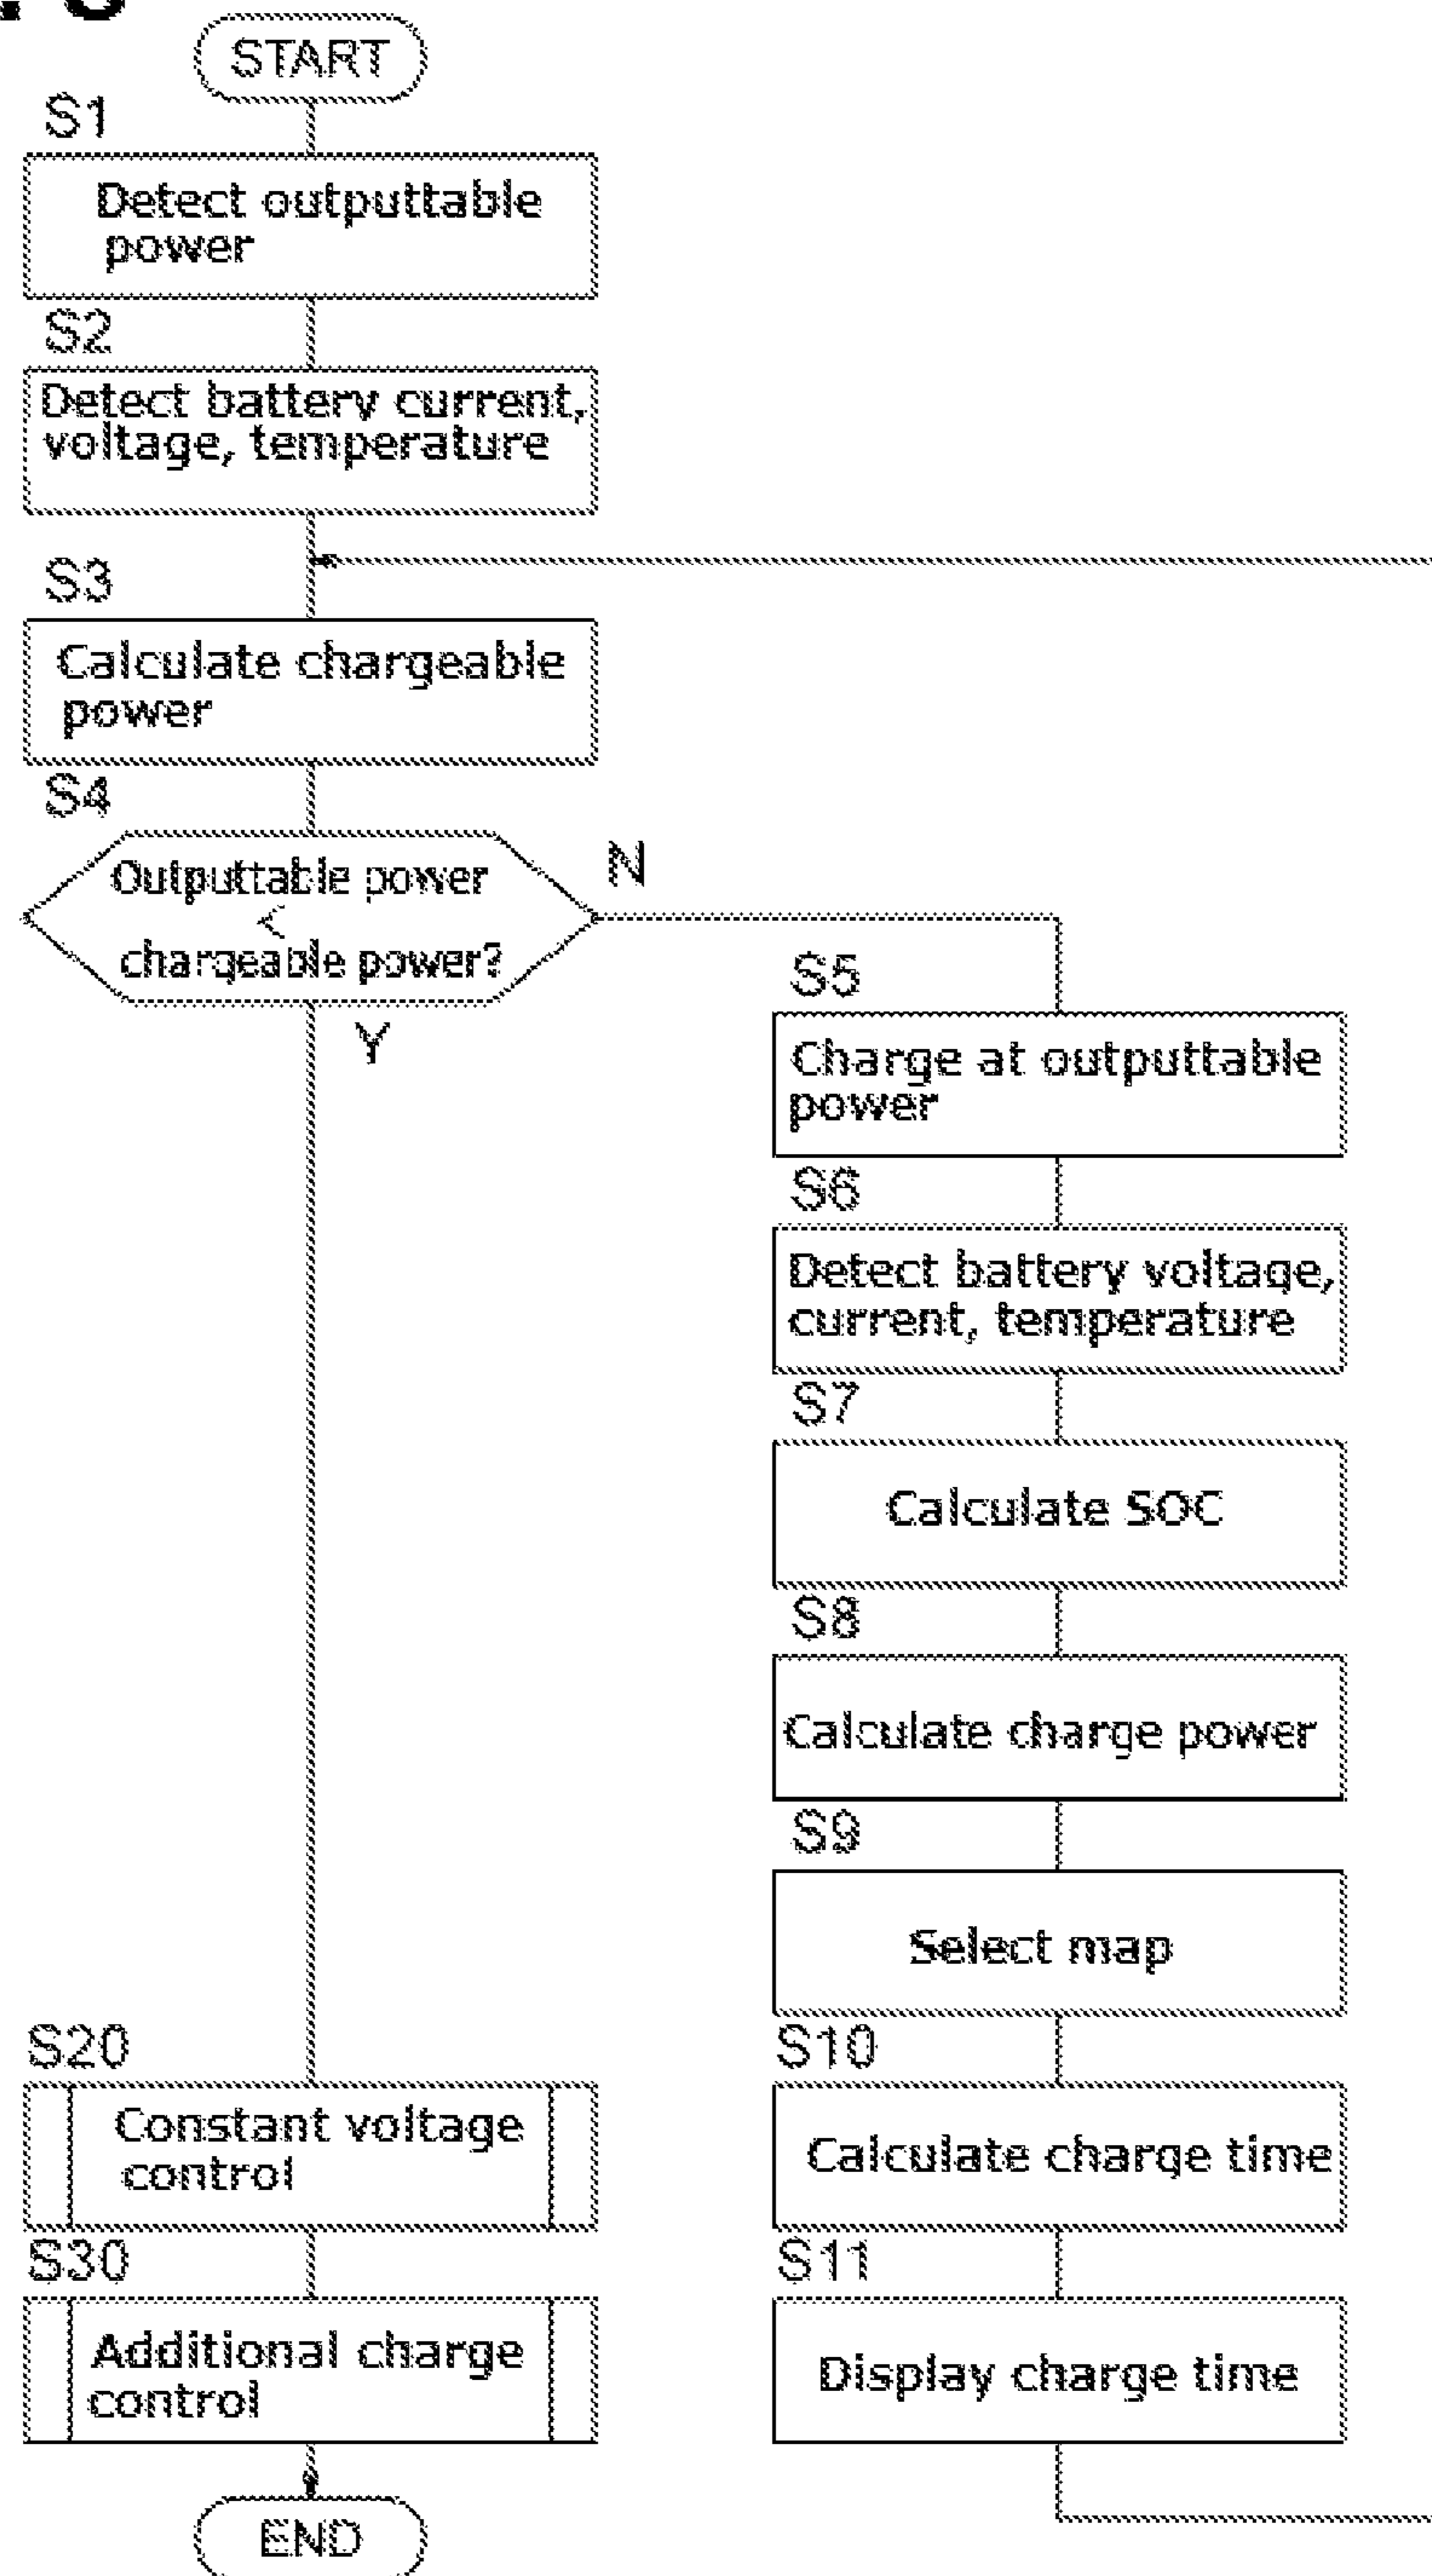 START
S1
Detect outputtable
power
S2
Detect battery current,
voltage, temperature
S3
Calculate chargeable
power
S4
Outputtable power
<
chargeable power?
N
Y
S5
Charge at outputtable
power
S6
Detect battery voltage,
current, temperature
S7
Calculate SOC
S8
Calculate charge power
S9
Select map
S10
Calculate charge time
S11
Display charge time
S20
Constant voltage
control
S30
Additional charge
control
END